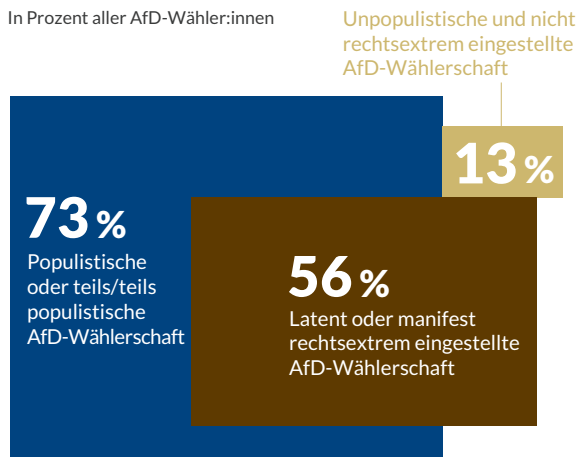 In Prozent aller AfD-Wähler:innen
Unpopulistische und nicht
rechtsextrem eingestellte
AfD-Wählerschaft
13 %
73 %
Populistische
oder teils/teils
populistische
AfD-Wählerschaft
56 %
Latent oder manifest
rechtsextrem eingestellte
AfD-Wählerschaft